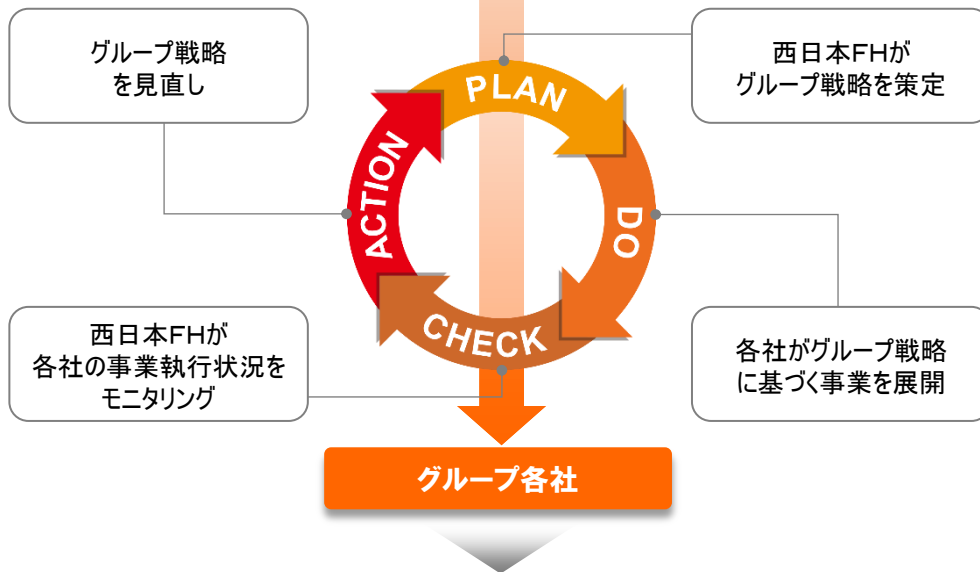 グループ戦略
を見直し
西日本FHが
グループ戦略を策定
PLAN
DO
CHECK
ACTION
西日本FHが
各社の事業執行状況を
モニタリング
各社がグループ戦略
に基づく事業を展開
グループ各社